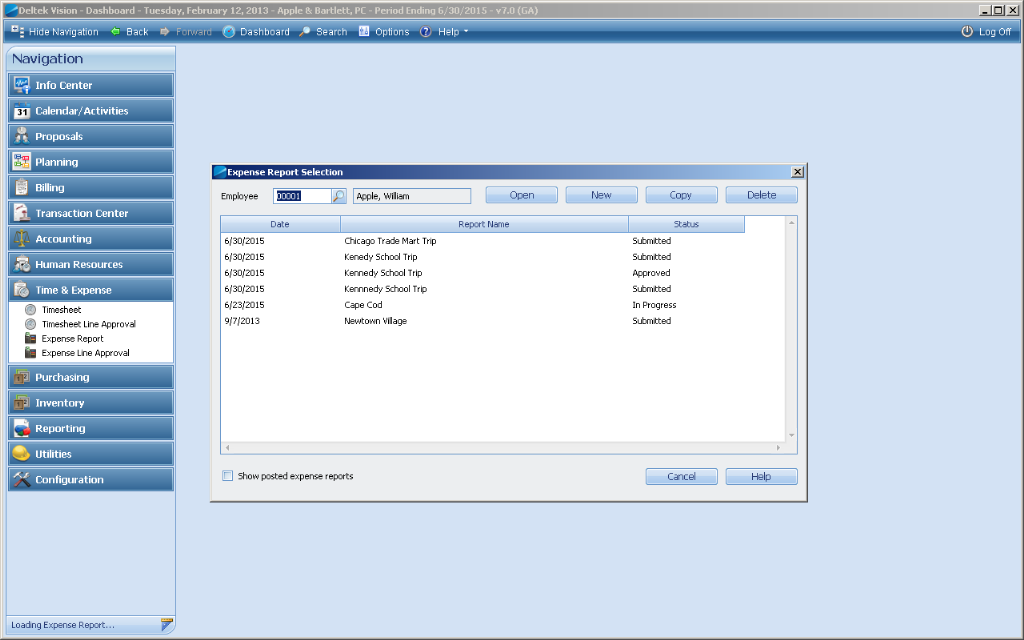 Deltek Vision - Dashboard - Tuesday, February 12, 2013 - Apple & Bartlett, PC - Period Ending 6/30/2015 - v7.0 (GA)
Hide Navigation Back Forward Dashboard Search Options Help Log Off
Navigation
Info Center
31 Calendar/Activities
Proposals
Planning
Billing
Transaction Center
Accounting
Human Resources
Time & Expense
Timesheet
Timesheet Line Approval
Expense Report
Expense Line Approval
Purchasing
Inventory
Reporting
Utilities
Configuration
Loading Expense Report...
Expense Report Selection
Employee 00001 Apple, William Open New Copy Delete
Date Report Name Status
6/30/2015 Chicago Trade Mart Trip Submitted
6/30/2015 Kenedy School Trip Submitted
6/30/2015 Kennedy School Trip Approved
6/30/2015 Kennnedy School Trip Submitted
6/23/2015 Cape Cod In Progress
9/7/2013 Newtown Village Submitted
Show posted expense reports Cancel Help